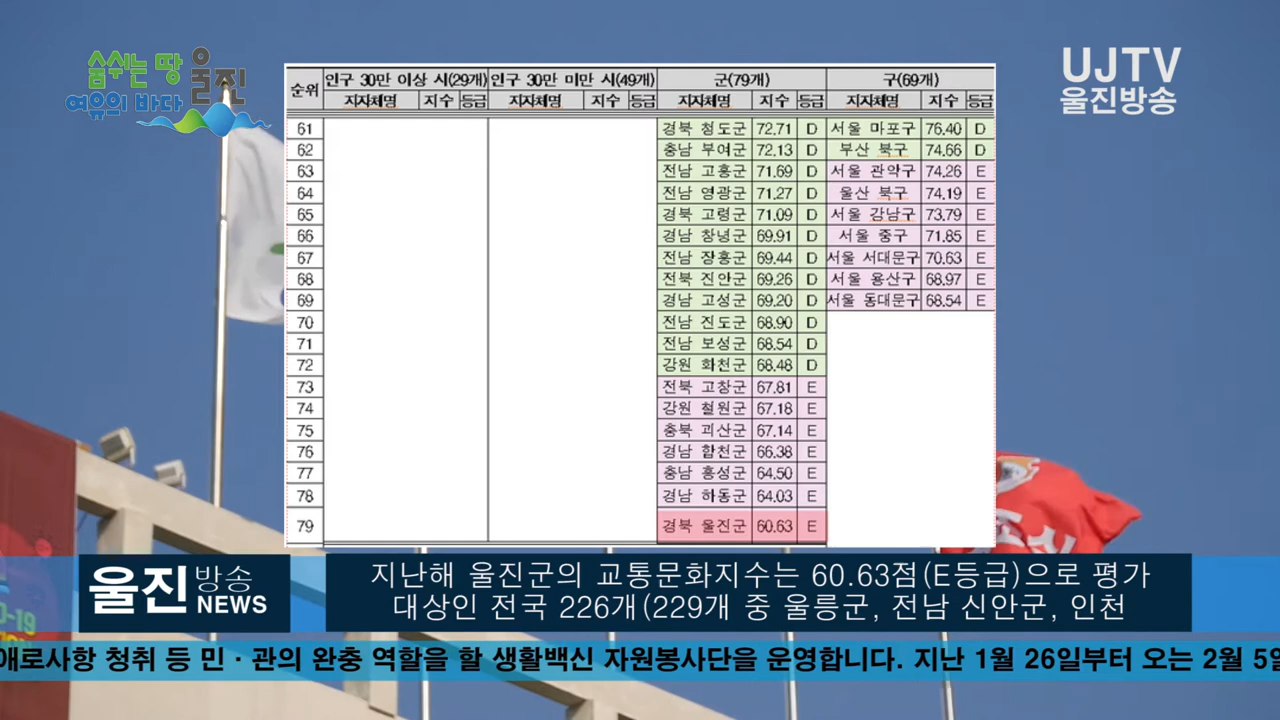 숨쉬는 땅 울진
여유의 바다
UJTV
울진방송
순위 인구 30만 이상 시(29개) 인구 30만 미만 시(49개) 군(79개) 구(69개)
지자체명 지수 등급 지자체명 지수 등급 지자체명 지수 등급 지자체명 지수 등급
61 경북 청도군 72.71 D 서울 마포구 76.40 D
62 충남 부여군 72.13 D 부산 북구 74.66 D
63 전남 고흥군 71.69 D 서울 관악구 74.26 E
64 전남 영광군 71.27 D 울산 북구 74.19 E
65 경북 고령군 71.09 D 서울 강남구 73.79 E
66 경남 창녕군 69.91 D 서울 중구 71.85 E
67 전남 장흥군 69.44 D 서울 서대문구 70.63 E
68 전북 진안군 69.26 D 서울 용산구 68.97 E
69 경남 고성군 69.20 D 서울 동대문구 68.54 E
70 전남 진도군 68.90 D
71 전남 보성군 68.54 D
72 강원 화천군 68.48 D
73 전북 고창군 67.81 E
74 강원 철원군 67.18 E
75 충북 괴산군 67.14 E
76 경남 합천군 66.38 E
77 충남 홍성군 64.50 E
78 경남 하동군 64.03 E
79 경북 울진군 60.63 E
울진 방송 NEWS
지난해 울진군의 교통문화지수는 60.63점(E등급)으로 평가
대상인 전국 226개(229개 중 울릉군, 전남 신안군, 인천
애로사항 청취 등 민·관의 완충 역할을 할 생활백신 자원봉사단을 운영합니다. 지난 1월 26일부터 오는 2월 5일